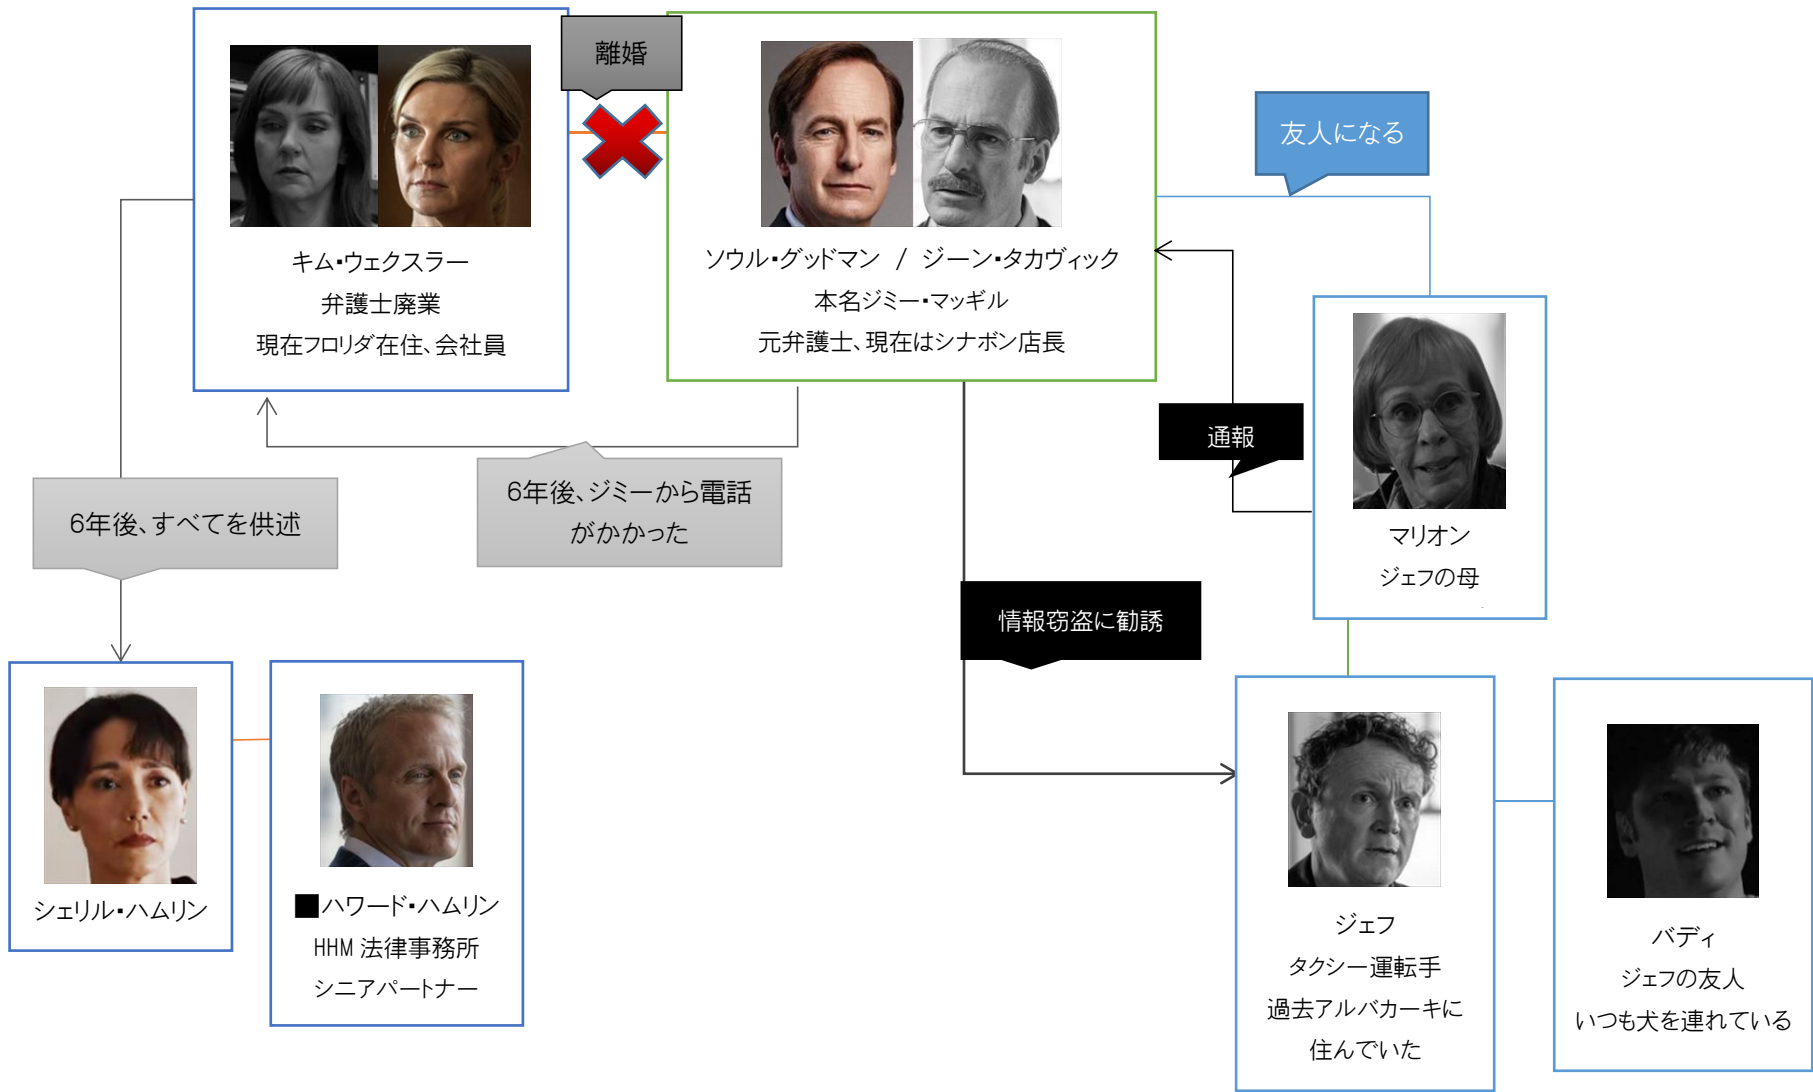 離婚
友人になる
キム・ウェクスラー
弁護士廃業
現在フロリダ在住、会社員
ソウル・グッドマン / ジーン・タカヴィック
本名ジミー・マッギル
元弁護士、現在はシナボン店長
通報
6年後、ジミーから電話
がかかった
6年後、すべてを供述
マリオン
ジェフの母
情報窃盗に勧誘
シェリル・ハムリン
■ハワード・ハムリン
HHM 法律事務所
シニアパートナー
ジェフ
タクシー運転手
過去アルバカーキに
住んでいた
バディ
ジェフの友人
いつも犬を連れている